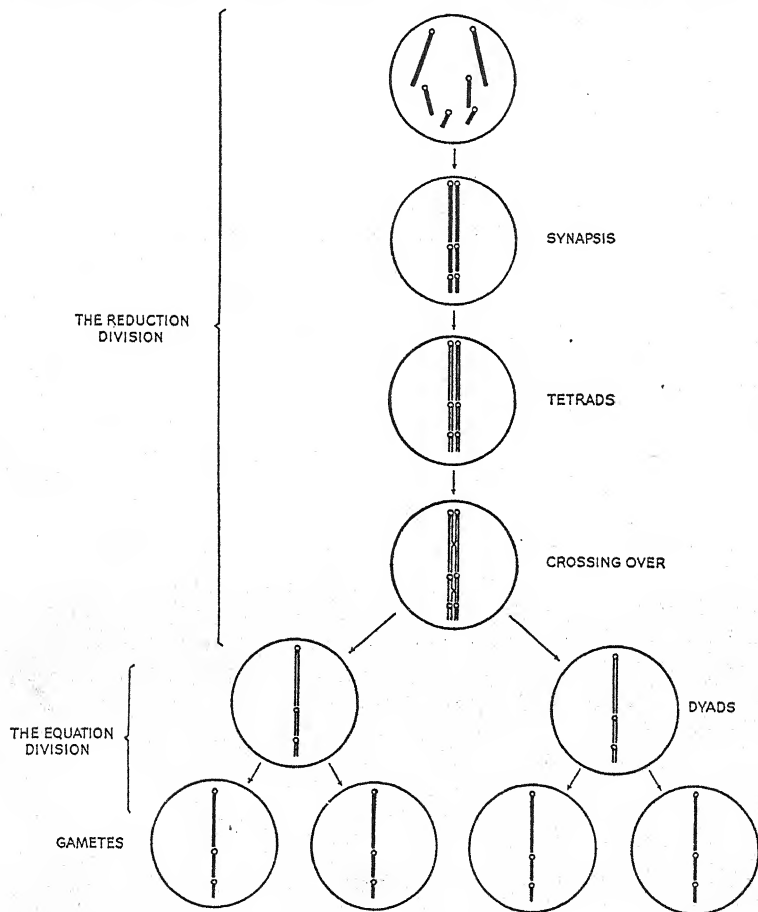 SYNAPSIS
THE REDUCTION
DIVISION
TETRADS
CROSSING OVER
DYADS
THE EQUATION
DIVISION
GAMETES